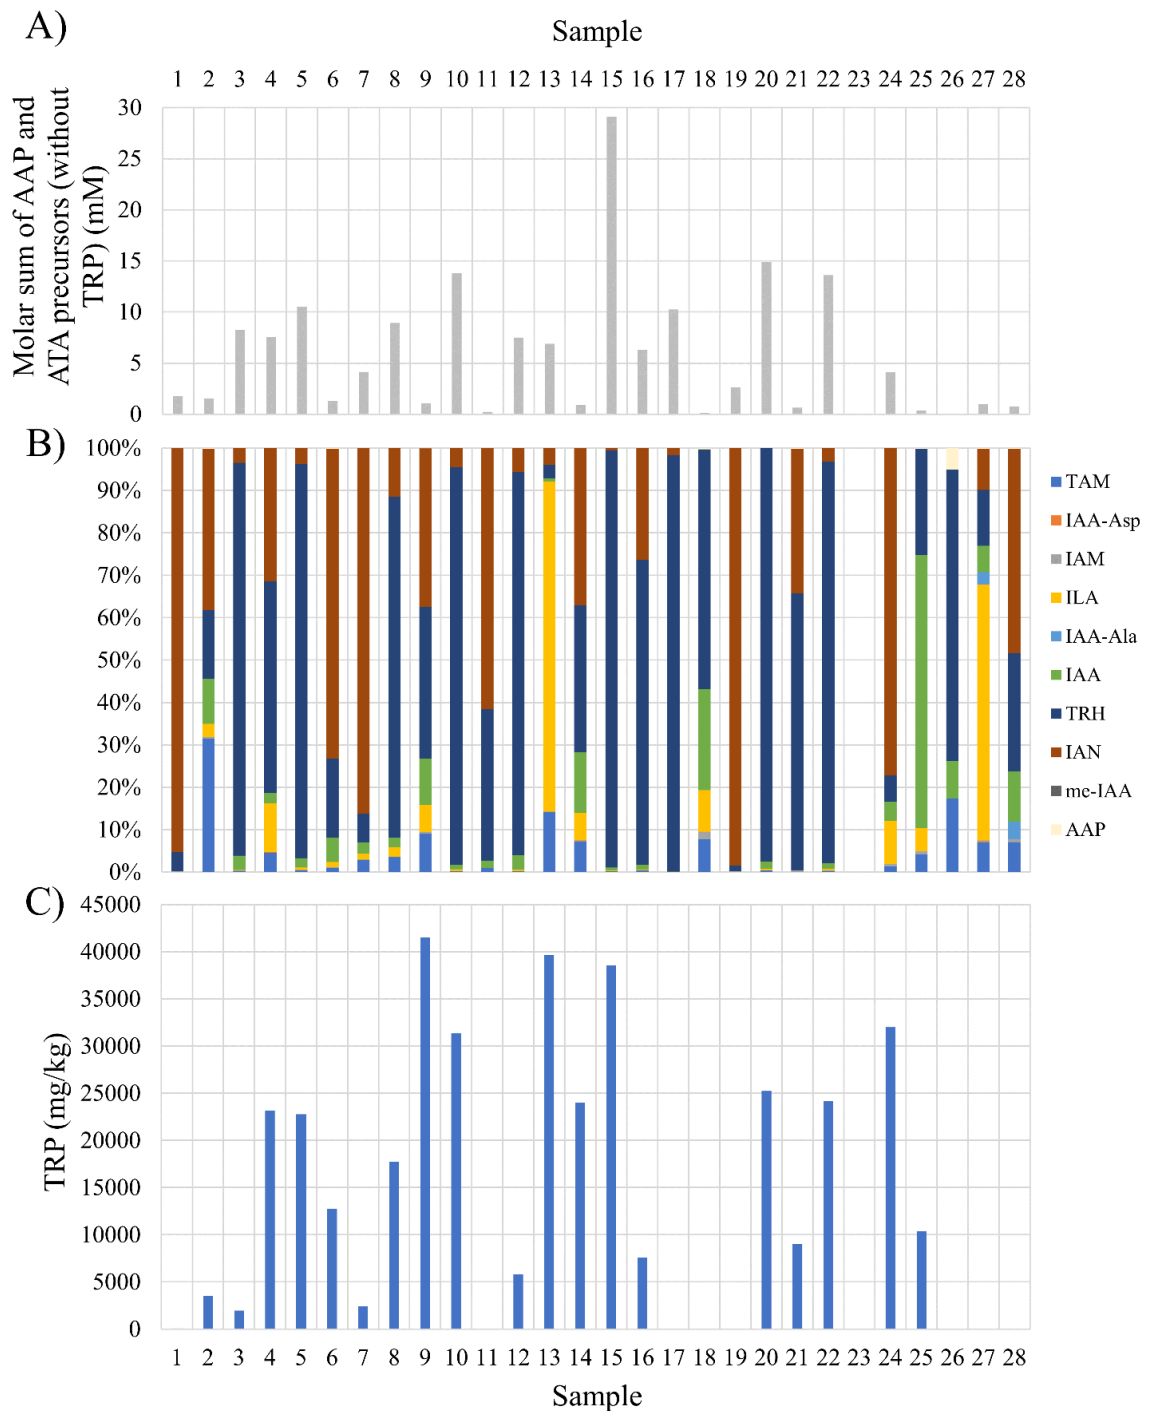 A)
Sample
1 2 3 4 5 6 7 8 9 10 11 12 13 14 15 16 17 18 19 20 21 22 23 24 25 26 27 28
Molar sum of AAP and
ATA precursors (without
TRP) (mM)
30
25
20
15
10
5
0
B)
100%
90%
80%
70%
60%
50%
40%
30%
20%
10%
0%
TAM
IAA-Asp
IAM
ILA
IAA-Ala
IAA
TRH
IAN
me-IAA
AAP
C)
TRP (mg/kg)
45000
40000
35000
30000
25000
20000
15000
10000
5000
0
1 2 3 4 5 6 7 8 9 10 11 12 13 14 15 16 17 18 19 20 21 22 23 24 25 26 27 28
Sample